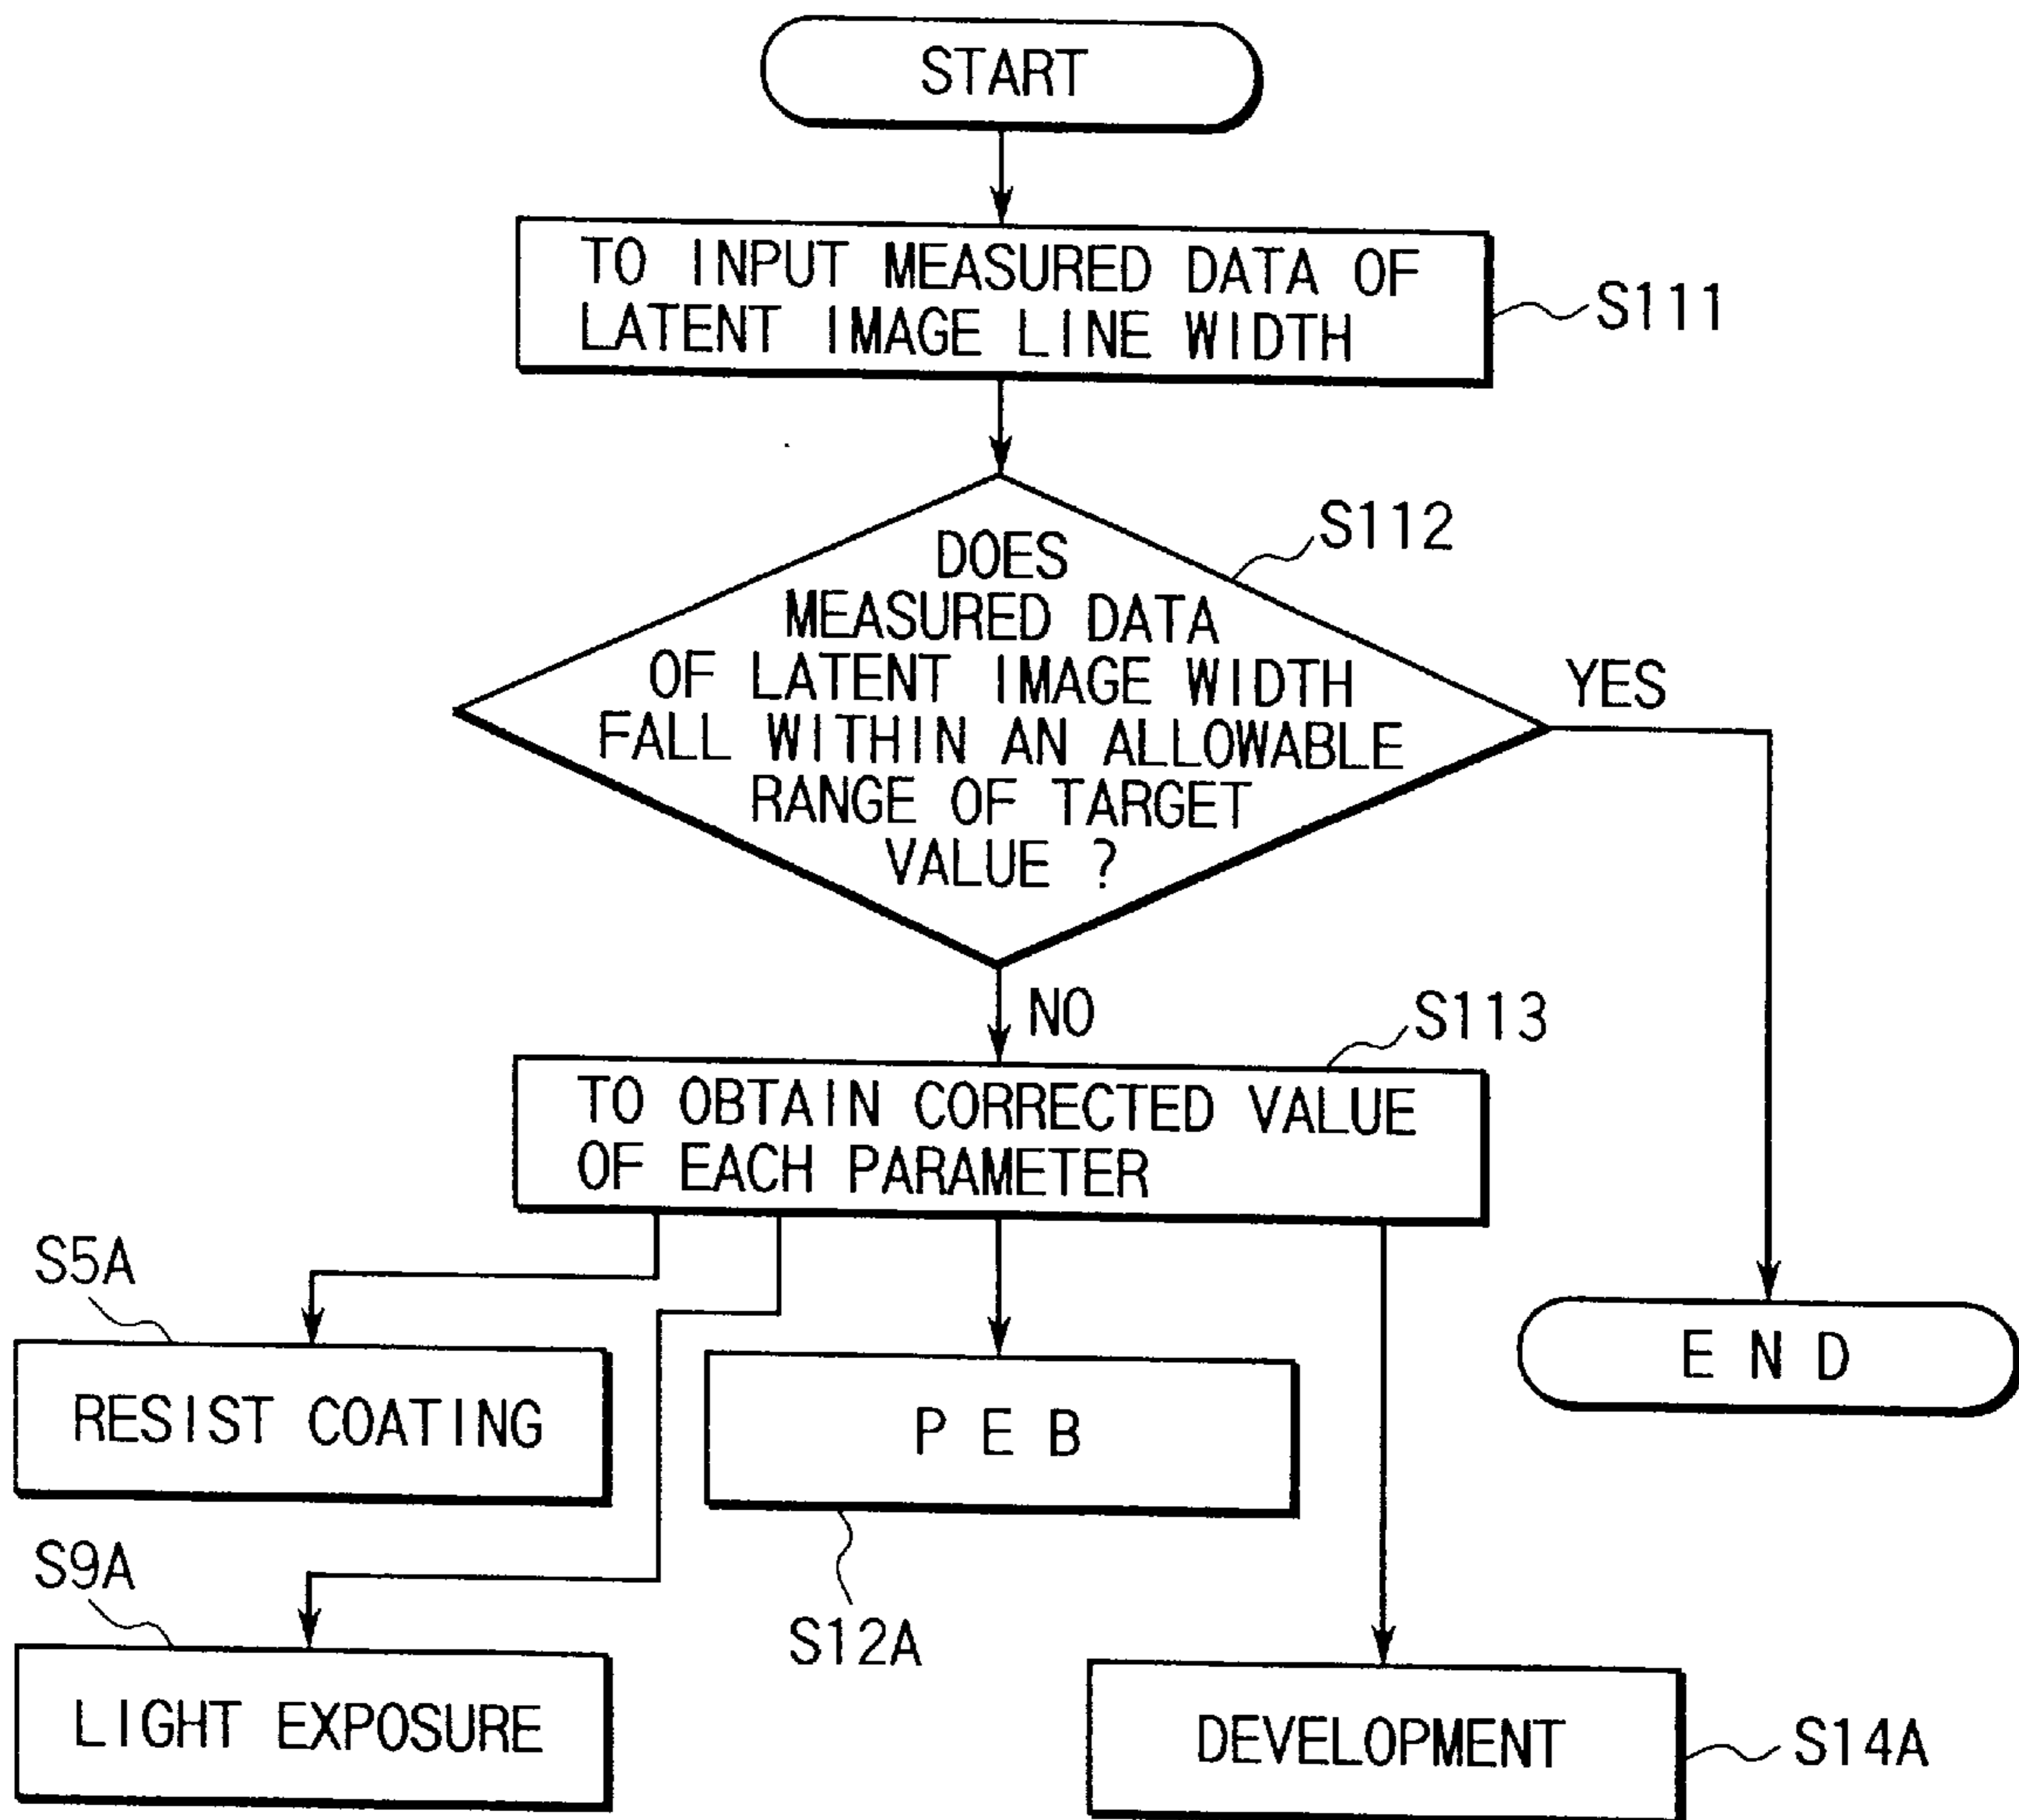 START
TO INPUT MEASURED DATA OF
LATENT IMAGE LINE WIDTH
S111
S112
DOES
MEASURED DATA
OF LATENT IMAGE WIDTH
FALL WITHIN AN ALLOWABLE
RANGE OF TARGET
VALUE ?
YES
NO
S113
TO OBTAIN CORRECTED VALUE
OF EACH PARAMETER
S5A
RESIST COATING
P E B
E N D
S9A
S12A
LIGHT EXPOSURE
DEVELOPMENT
S14A